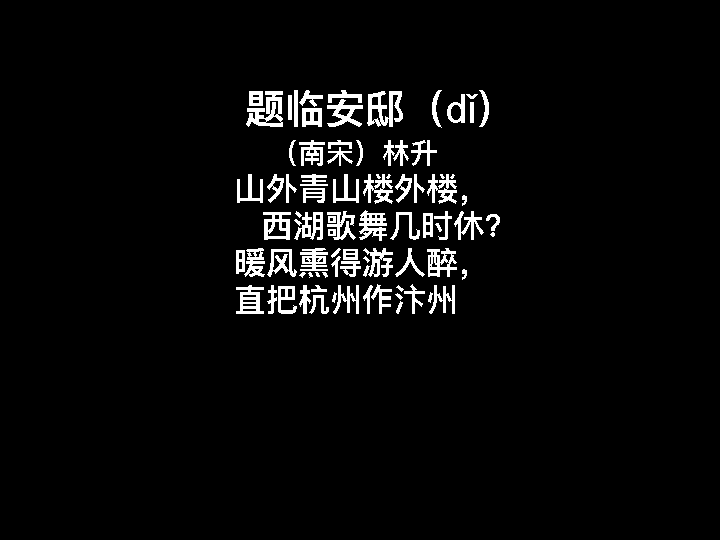 题临安邸（dǐ）
（南宋）林升
山外青山楼外楼，
西湖歌舞几时休？
暖风熏得游人醉，
直把杭州作汴州